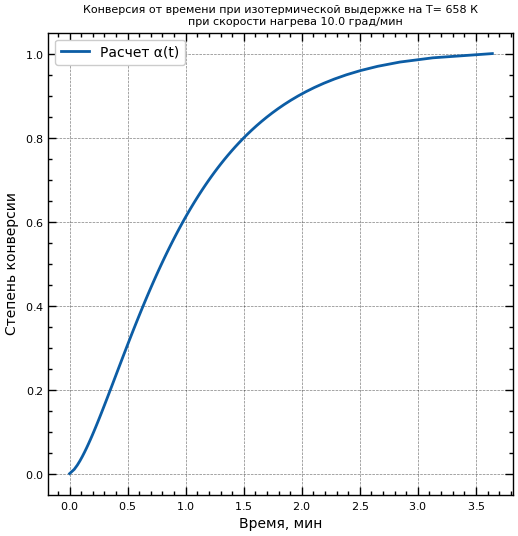 Конверсия от времени при изотермической выдержке на T= 658 К
при скорости нагрева 10.0 град/мин
Расчет α(t)
Степень конверсии
1.0
0.8
0.6
0.4
0.2
0.0
0.0 0.5 1.0 1.5 2.0 2.5 3.0 3.5
Время, мин